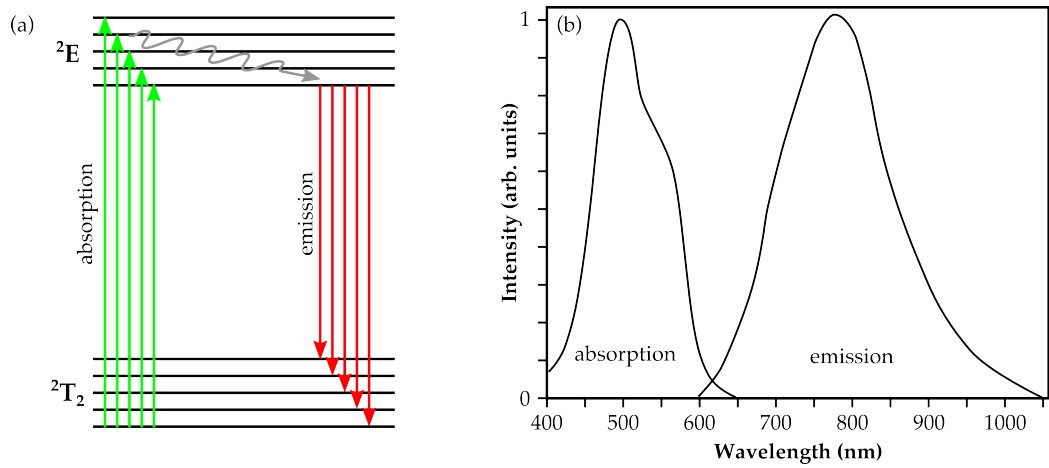 (a)
²E
absorption
emission
²T₂
(b)
Intensity (arb. units)
1
0
absorption
emission
400 500 600 700 800 900 1000
Wavelength (nm)